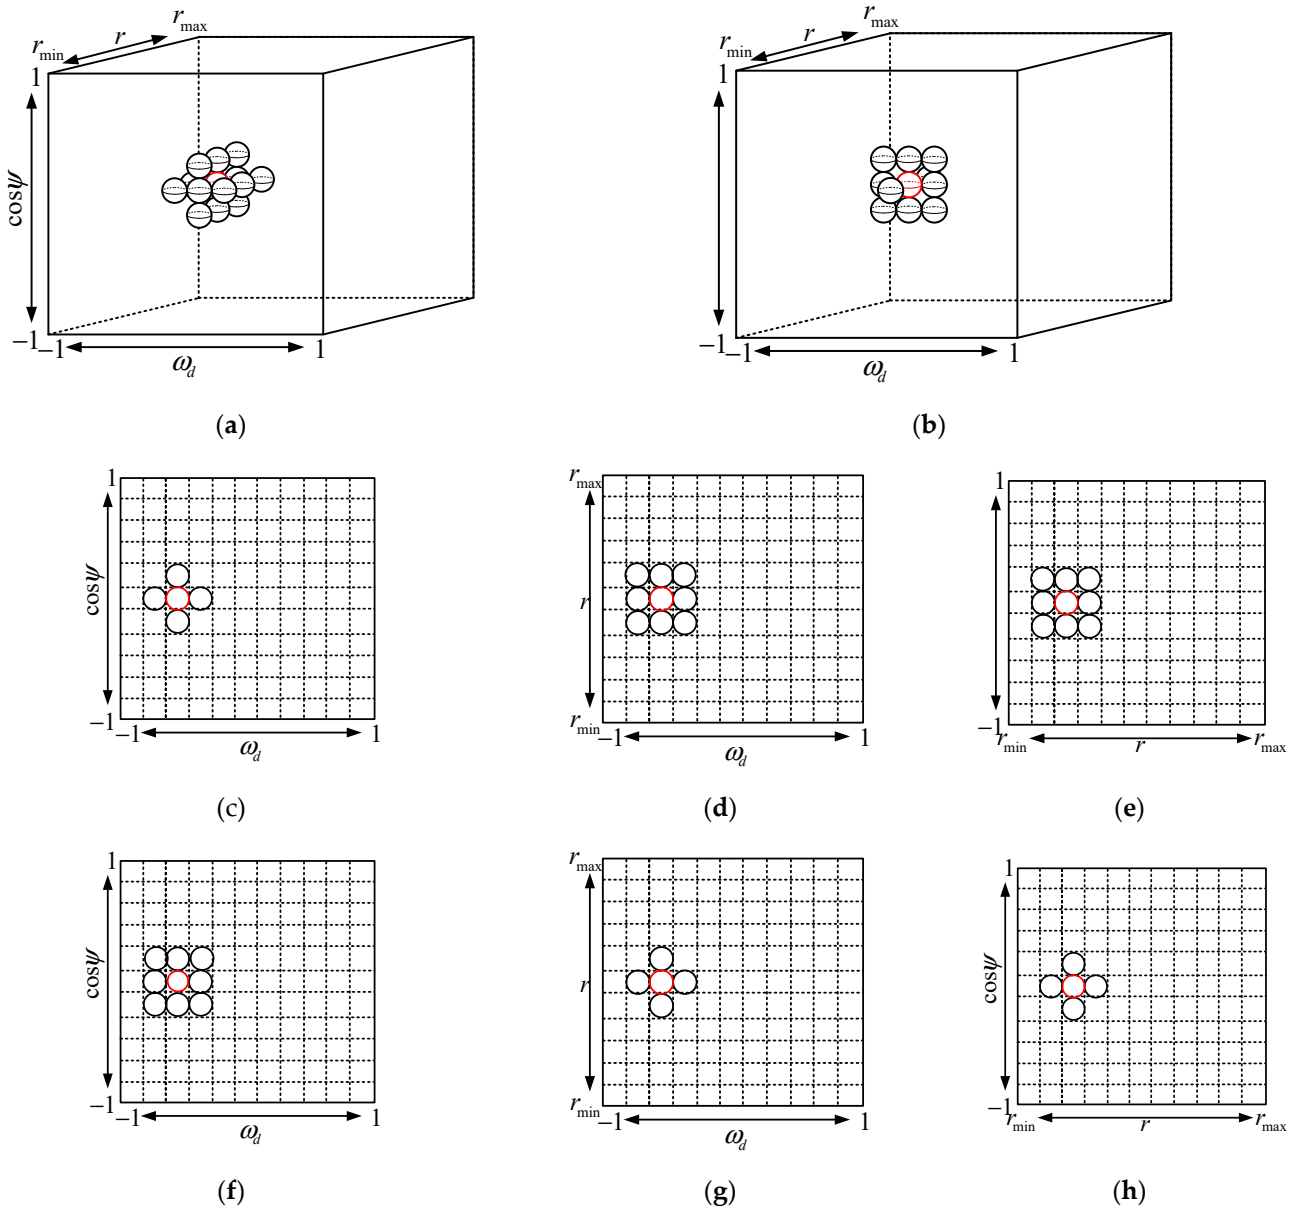 r_min r r_max
1
cosψ
−1
−1 ω_d 1
(a)
r_min r r_max
1
−1
−1 ω_d 1
(b)
1
cosψ
−1
−1 ω_d 1
(c)
r_max
r
r_min
−1 ω_d 1
(d)
1
−1
r_min r r_max
(e)
1
cosψ
−1
−1 ω_d 1
(f)
r_max
r
r_min
−1 ω_d 1
(g)
1
cosψ
−1
r_min r r_max
(h)